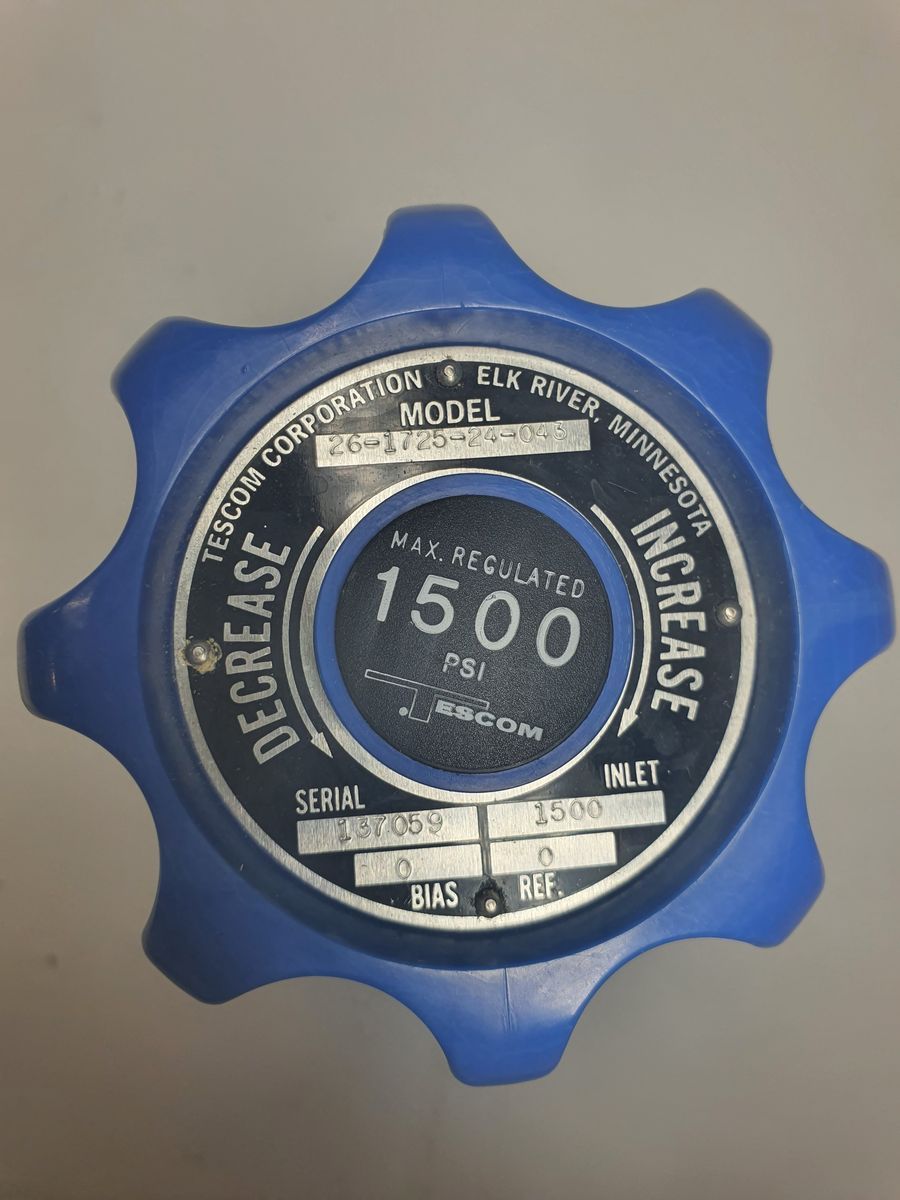 TESCOM CORPORATION
ELK RIVER, MINNESOTA
MODEL
26-1725-24-043
DECREASE
INCREASE
MAX. REGULATED
1500
PSI
TESCOM
SERIAL
INLET
137059
1500
0
0
BIAS
REF.